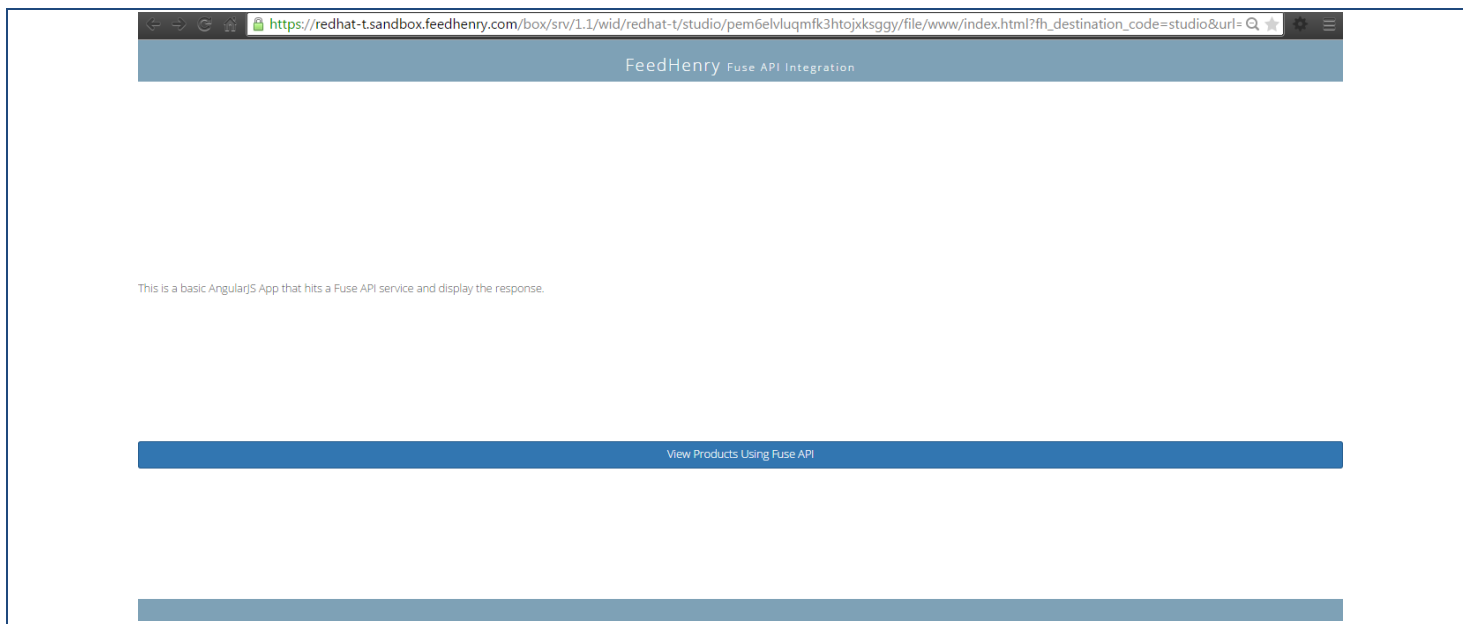 https://redhat-t.sandbox.feedhenry.com/box/srv/1.1/wid/redhat-t/studio/pem6elvluqmfk3htojxksggy/file/www/index.html?fh_destination_code=studio&url=
FeedHenry Fuse API Integration
This is a basic AngularJS App that hits a Fuse API service and display the response.
View Products Using Fuse API